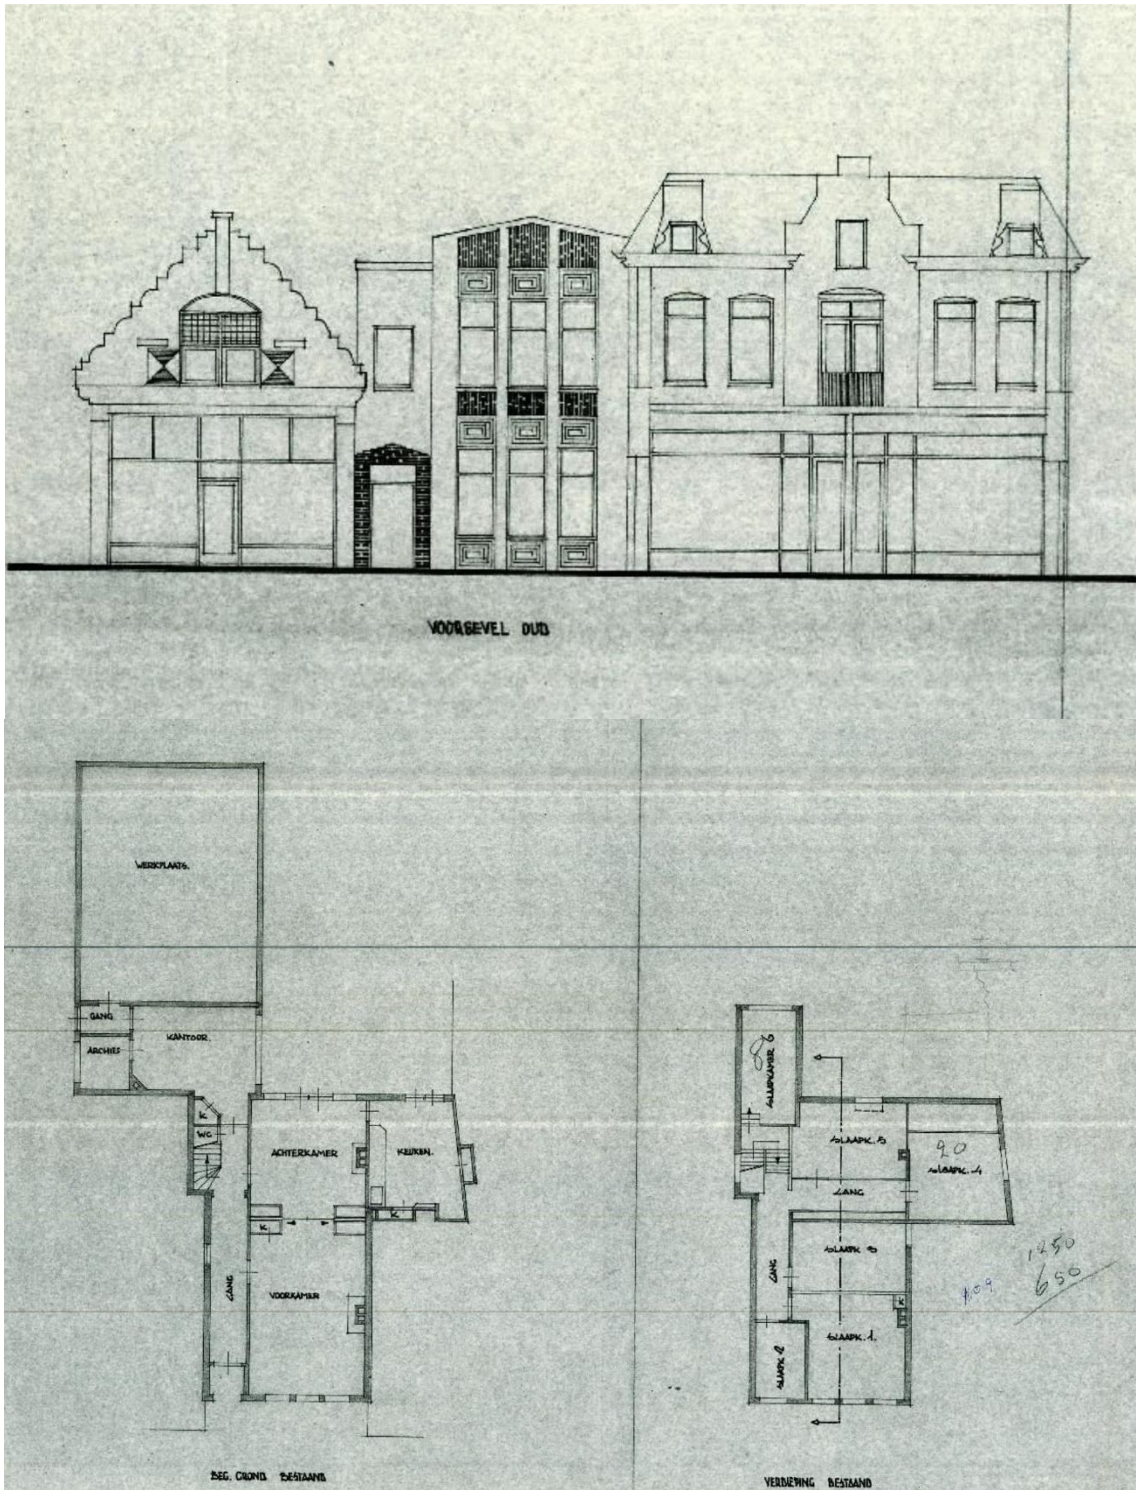 VOORGEVEL OUD
WERKPLAATS.
GANG
KANTOOR.
ARCHIEF
K
WC
ACHTERKAMER
KEUKEN.
K.
K
GANG
VOORKAMER
BEG. GROND BESTAAND
SLAAPKAMER 6
SLAAPK. 5
20
SLAAPK. 4
GANG
SLAAPK 3
GANG
K
SLAAPK. 1.
SLAAPK 2
1250
650
VERDIEPING BESTAAND